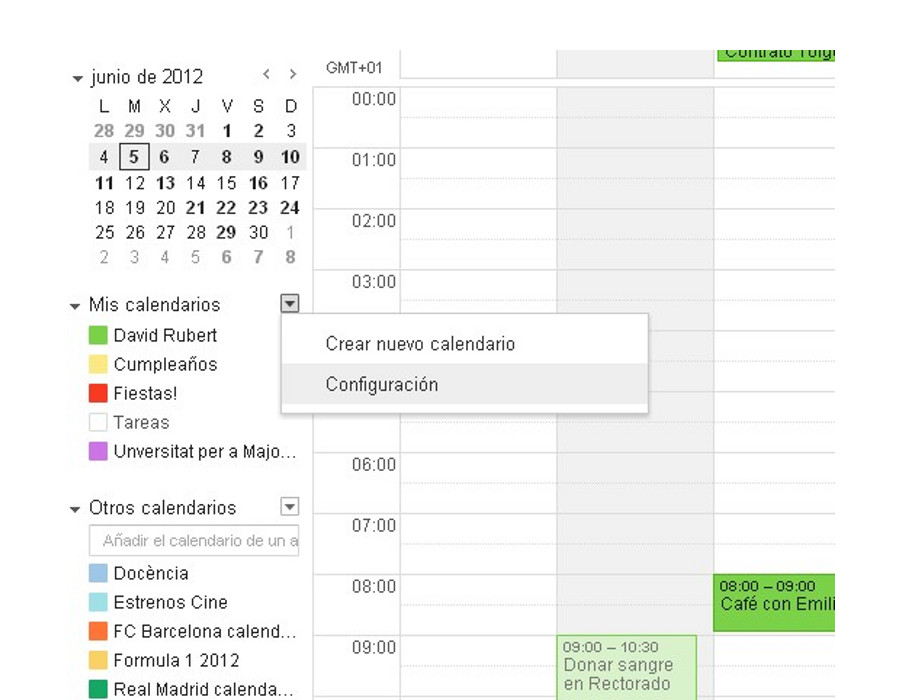 junio de 2012 < >
L M X J V S D
28 29 30 31 1 2 3
4 5 6 7 8 9 10
11 12 13 14 15 16 17
18 19 20 21 22 23 24
25 26 27 28 29 30 1
2 3 4 5 6 7 8
Mis calendarios
David Rubert
Cumpleaños
Fiestas!
Tareas
Unversitat per a Majo...
Otros calendarios
Añadir el calendario de un a
Docència
Estrenos Cine
FC Barcelona calend...
Formula 1 2012
Real Madrid calenda...
Crear nuevo calendario
Configuración
GMT+01
00:00
01:00
02:00
03:00
06:00
07:00
08:00
09:00
09:00 – 10:30
Donar sangre
en Rectorado
Contrato
08:00 – 09:00
Café con Emili